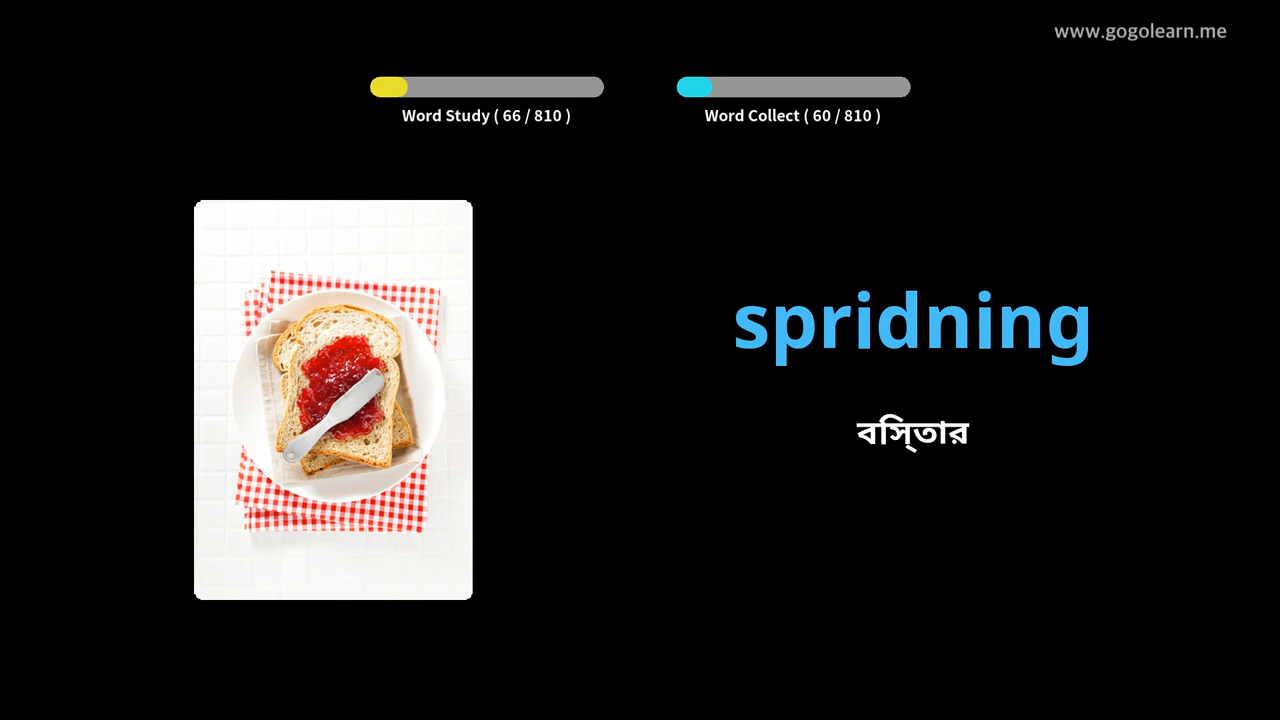 www.gogolearn.me
Word Study ( 66 / 810 )
Word Collect ( 60 / 810 )
spridning
বিস্তার